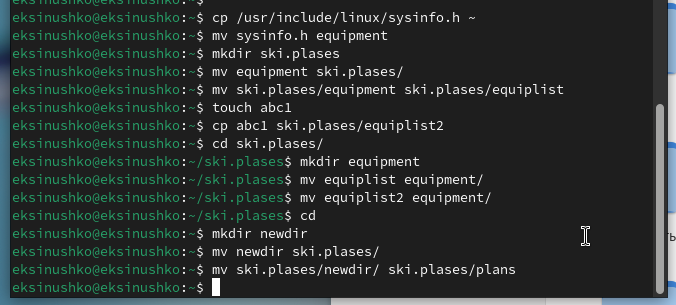 eksinushko@eksinushko:~$ cp /usr/include/linux/sysinfo.h ~
eksinushko@eksinushko:~$ mv sysinfo.h equipment
eksinushko@eksinushko:~$ mkdir ski.plases
eksinushko@eksinushko:~$ mv equipment ski.plases/
eksinushko@eksinushko:~$ mv ski.plases/equipment ski.plases/equiplist
eksinushko@eksinushko:~$ touch abc1
eksinushko@eksinushko:~$ cp abc1 ski.plases/equiplist2
eksinushko@eksinushko:~$ cd ski.plases/
eksinushko@eksinushko:~/ski.plases$ mkdir equipment
eksinushko@eksinushko:~/ski.plases$ mv equiplist equipment/
eksinushko@eksinushko:~/ski.plases$ mv equiplist2 equipment/
eksinushko@eksinushko:~/ski.plases$ cd
eksinushko@eksinushko:~$ mkdir newdir
eksinushko@eksinushko:~$ mv newdir ski.plases/
eksinushko@eksinushko:~$ mv ski.plases/newdir/ ski.plases/plans
eksinushko@eksinushko:~$